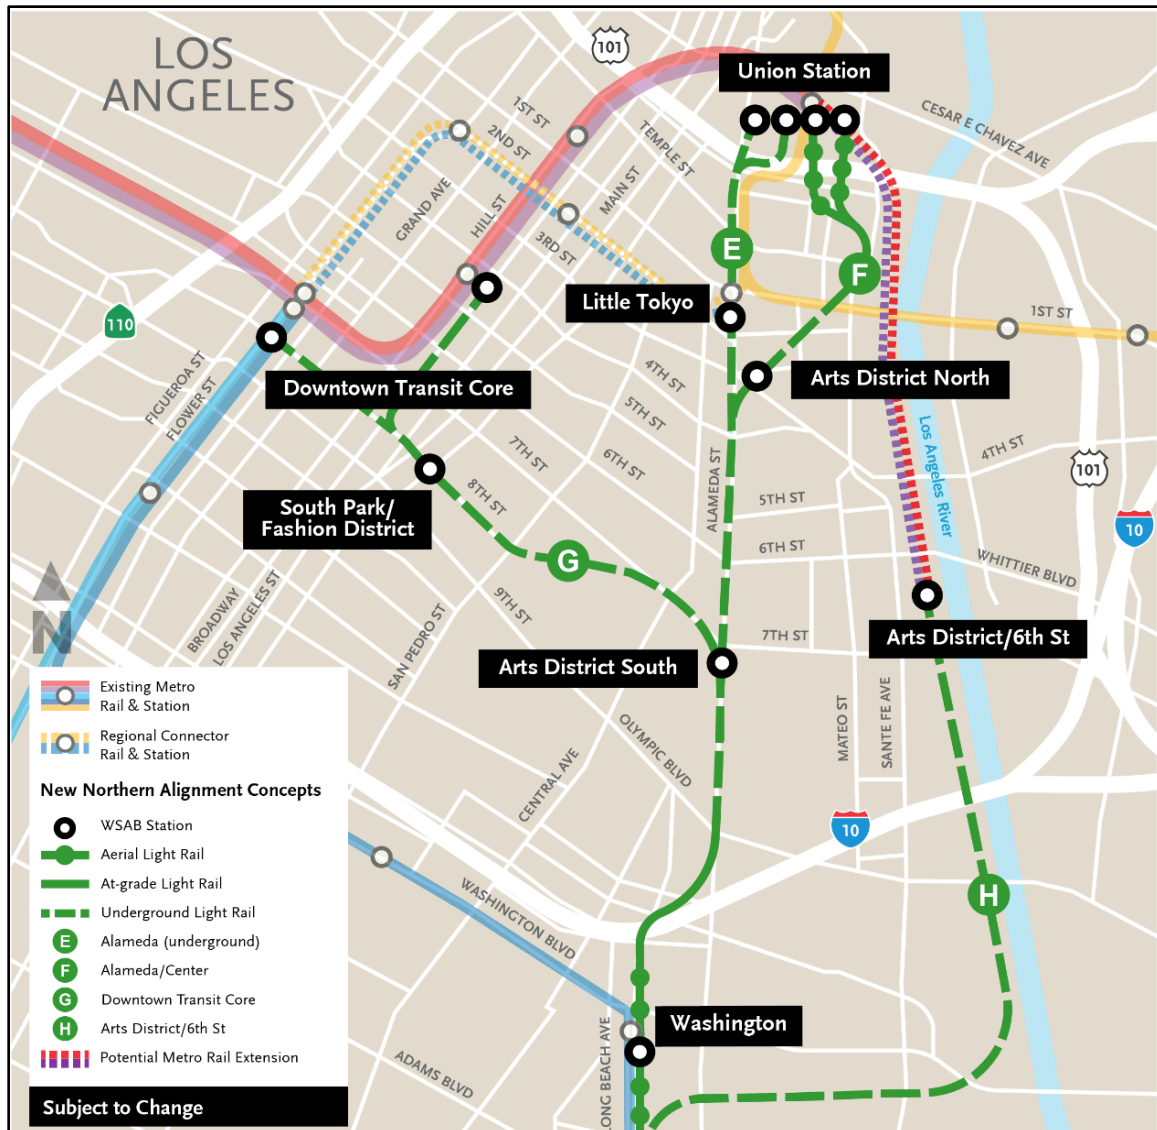 LOS
ANGELES
101
Union Station
CESAR E CHAVEZ AVE
1ST ST
2ND ST
TEMPLE ST
MAIN ST
GRAND AVE
HILL ST
3RD ST
E
F
Little Tokyo
1ST ST
110
Downtown Transit Core
Arts District North
FIGUEROA ST
FLOWER ST
4TH ST
5TH ST
6TH ST
7TH ST
8TH ST
ALAMEDA ST
Los Angeles River
4TH ST
101
10
South Park/
Fashion District
5TH ST
6TH ST
WHITTIER BLVD
G
N
BROADWAY
LOS ANGELES ST
9TH ST
SAN PEDRO ST
7TH ST
Arts District/6th St
Arts District South
MATEO ST
SANTE FE AVE
OLYMPIC BLVD
CENTRAL AVE
10
H
WASHINGTON BLVD
Washington
LONG BEACH AVE
ADAMS BLVD
Existing Metro
Rail & Station
Regional Connector
Rail & Station
New Northern Alignment Concepts
WSAB Station
Aerial Light Rail
At-grade Light Rail
Underground Light Rail
E Alameda (underground)
F Alameda/Center
G Downtown Transit Core
H Arts District/6th St
Potential Metro Rail Extension
Subject to Change